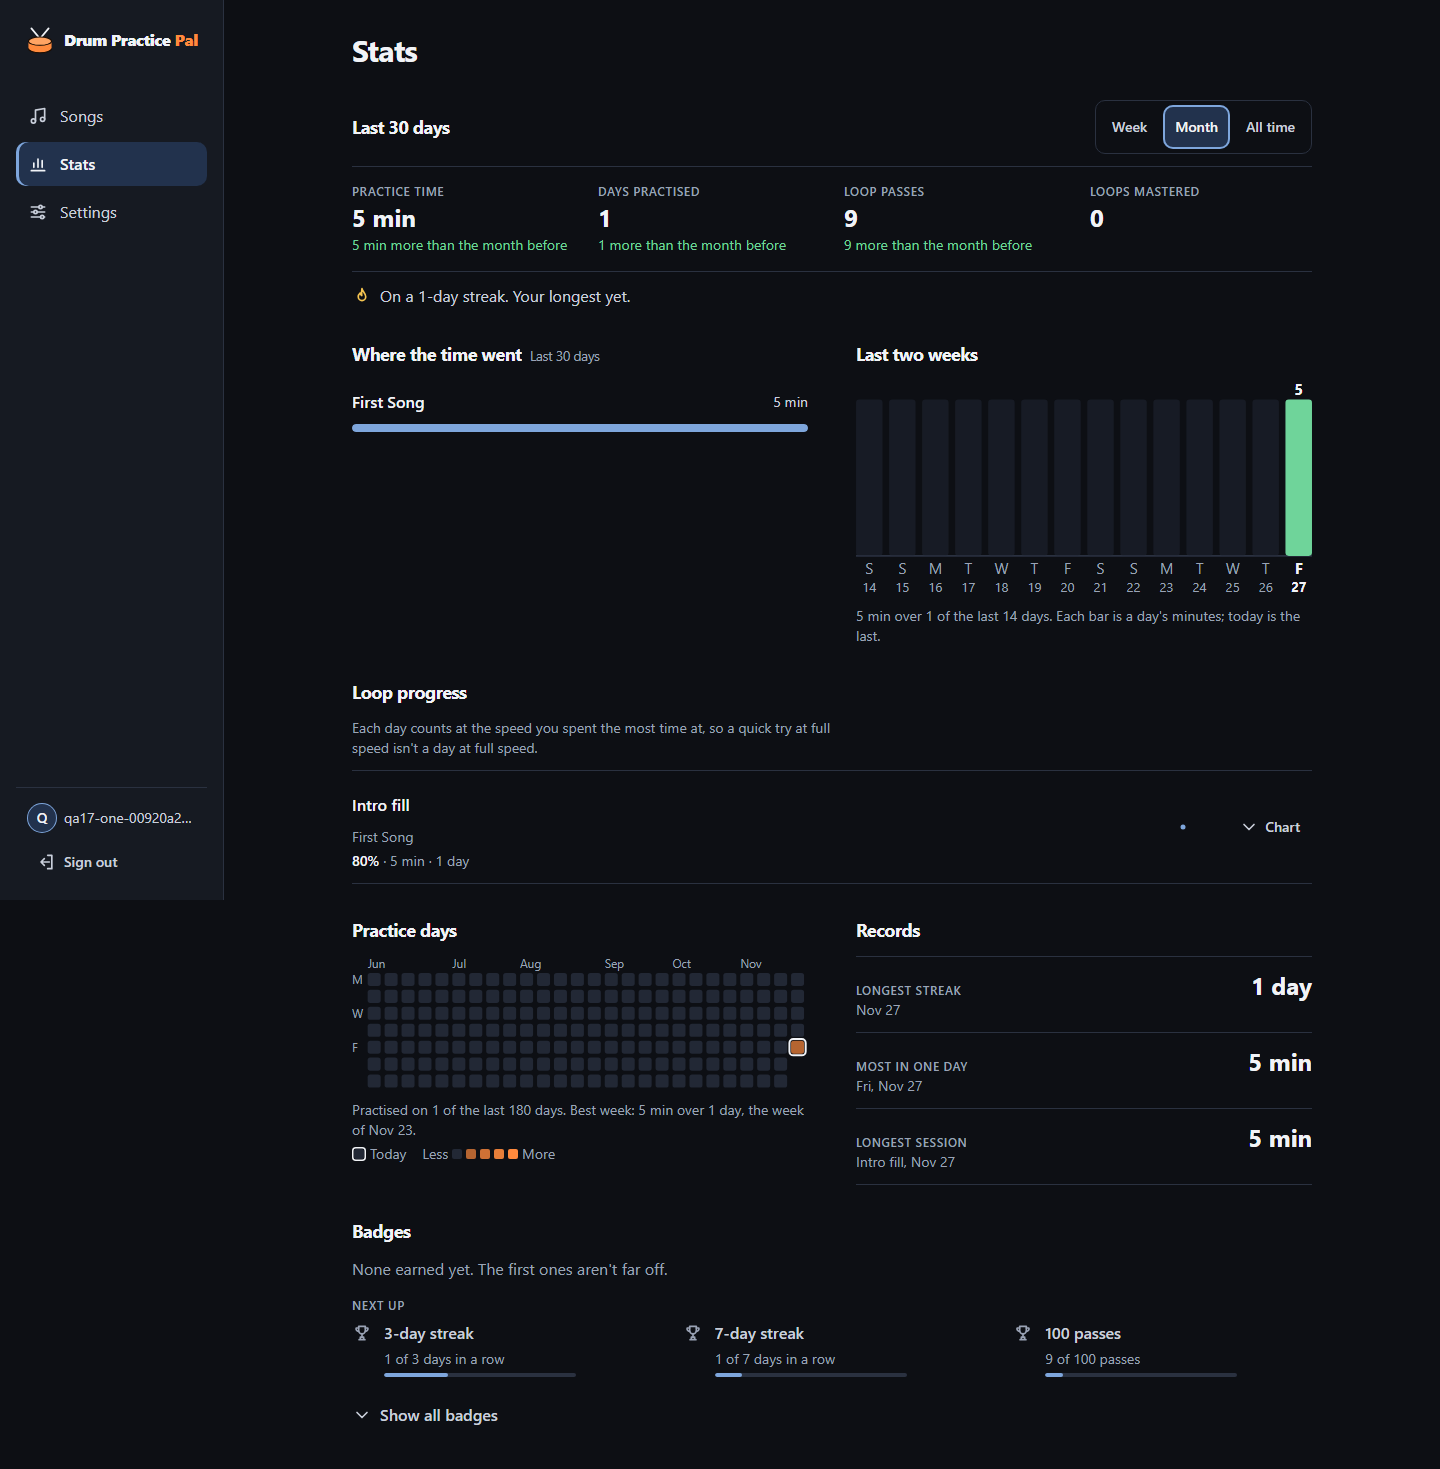 Drum Practice Pal
Songs
Stats
Settings
qa17-one-00920a2...
Q
Sign out
Stats
Last 30 days
Week Month All time
PRACTICE TIME
5 min
5 min more than the month before
DAYS PRACTISED
1
1 more than the month before
LOOP PASSES
9
9 more than the month before
LOOPS MASTERED
0
On a 1-day streak. Your longest yet.
Where the time went Last 30 days
First Song 5 min
Last two weeks
5
S S M T W T F S S M T W T F
14 15 16 17 18 19 20 21 22 23 24 25 26 27
5 min over 1 of the last 14 days. Each bar is a day's minutes; today is the
last.
Loop progress
Each day counts at the speed you spent the most time at, so a quick try at full
speed isn't a day at full speed.
Intro fill
First Song
80% · 5 min · 1 day
Chart
Practice days
Jun Jul Aug Sep Oct Nov
M
W
F
Practised on 1 of the last 180 days. Best week: 5 min over 1 day, the week
of Nov 23.
Today Less More
Records
LONGEST STREAK
Nov 27
1 day
MOST IN ONE DAY
Fri, Nov 27
5 min
LONGEST SESSION
Intro fill, Nov 27
5 min
Badges
None earned yet. The first ones aren't far off.
NEXT UP
3-day streak
1 of 3 days in a row
7-day streak
1 of 7 days in a row
100 passes
9 of 100 passes
Show all badges